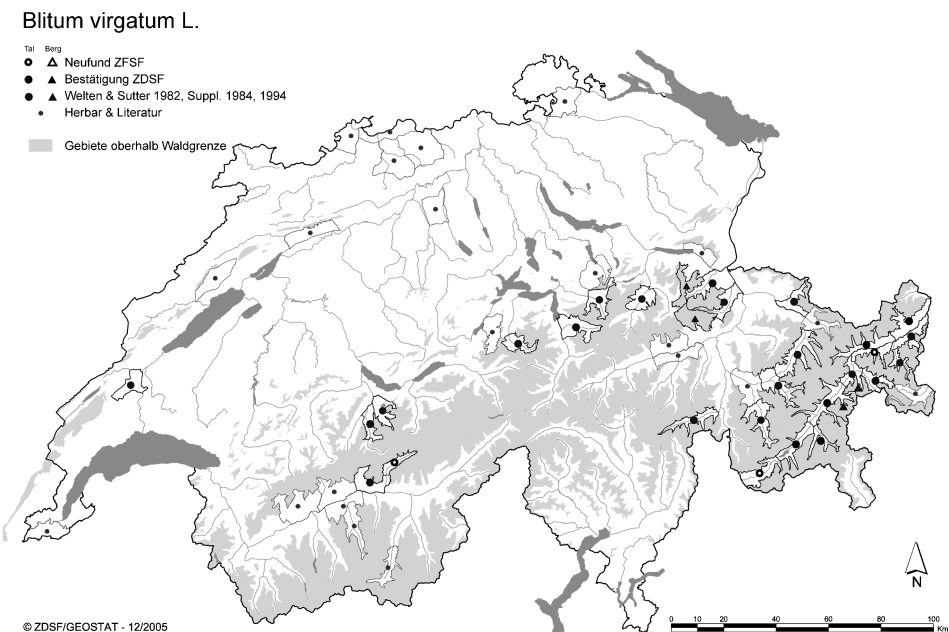 Blitum virgatum L.
Tal Berg
Neufund ZFSF
Bestätigung ZDSF
Welten & Sutter 1982, Suppl. 1984, 1994
Herbar & Literatur
Gebiete oberhalb Waldgrenze
N
0 10 20 40 60 80 100
Km
© ZDSF/GEOSTAT - 12/2005